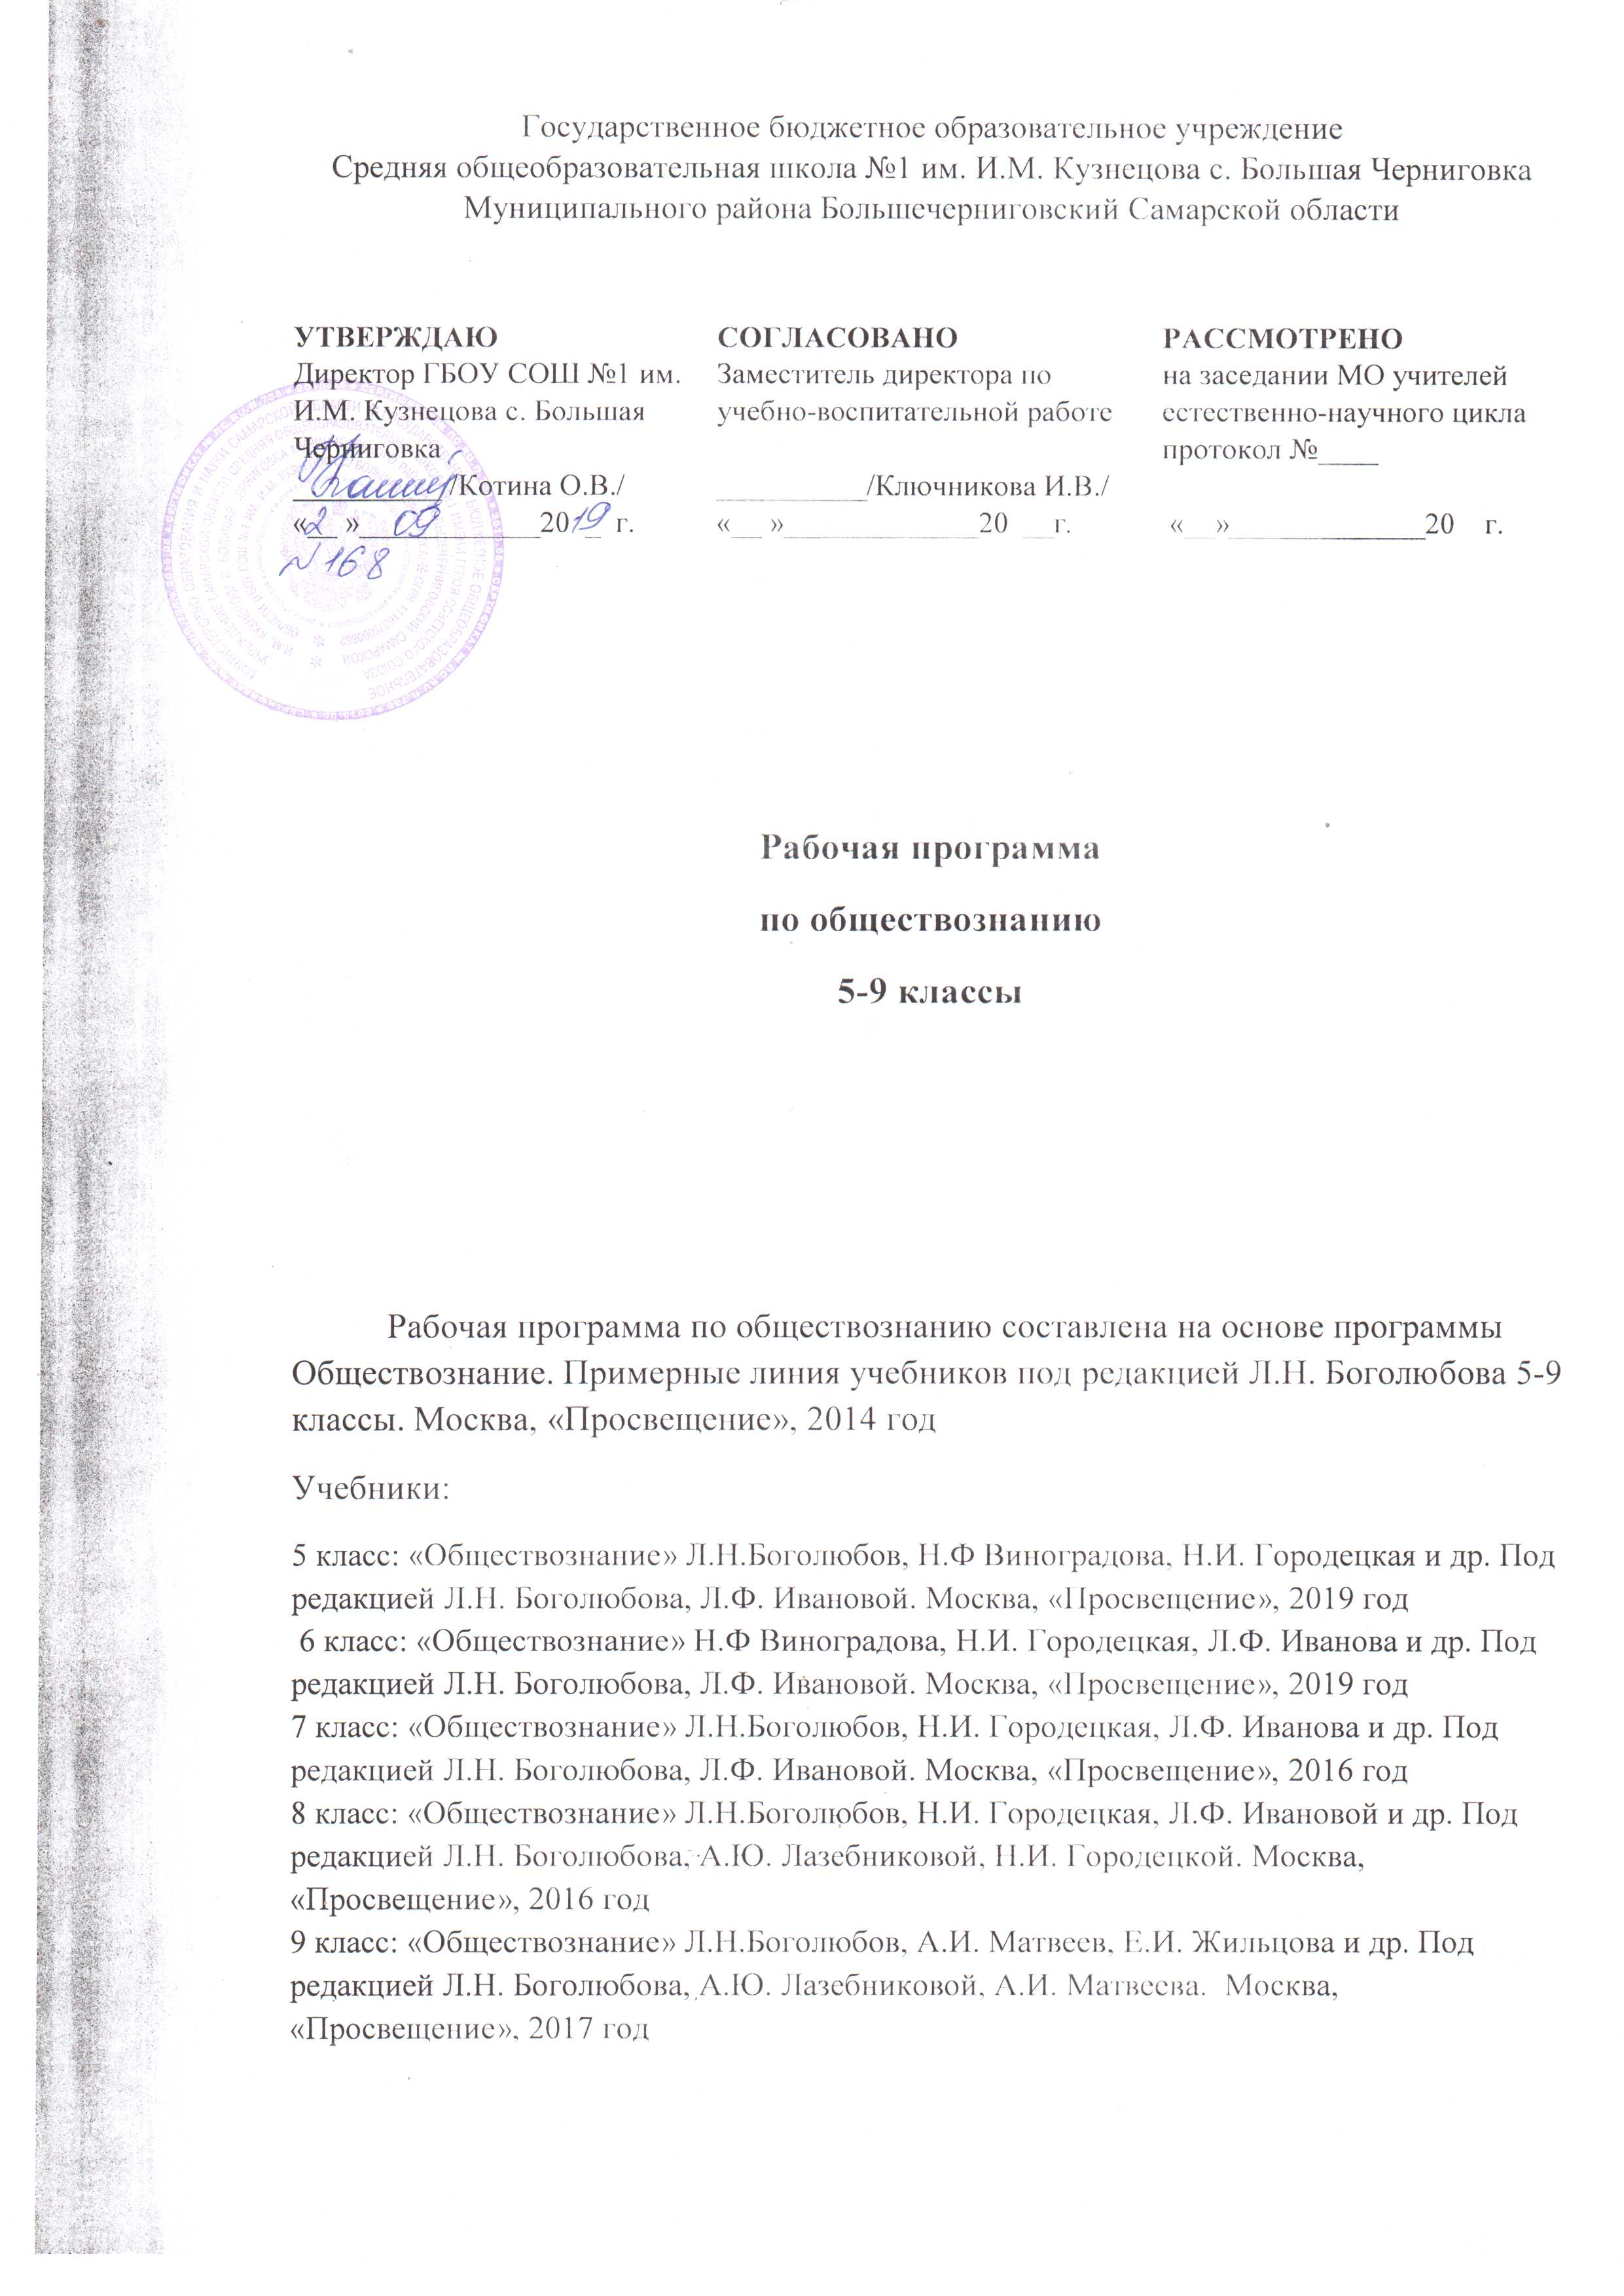 Государственное бюджетное образовательное учреждение
Средняя общеобразовательная школа №1 им. И.М. Кузнецова с. Большая Черниговка
Муниципального района Большечерниговский Самарской области
УТВЕРЖДАЮ
Директор ГБОУ СОШ №1 им.
И.М. Кузнецова с. Большая
Черниговка
__________/Котина О.В./
«2» 09 2019 г.
№168
СОГЛАСОВАНО
Заместитель директора по
учебно-воспитательной работе
__________/Ключникова И.В./
«__»_____________20 __г.
РАССМОТРЕНО
на заседании МО учителей
естественно-научного цикла
протокол №____
«__»_____________20 г.
Рабочая программа
по обществознанию
5-9 классы
Рабочая программа по обществознанию составлена на основе программы
Обществознание. Примерные линия учебников под редакцией Л.Н. Боголюбова 5-9
классы. Москва, «Просвещение», 2014 год
Учебники:
5 класс: «Обществознание» Л.Н.Боголюбов, Н.Ф Виноградова, Н.И. Городецкая и др. Под
редакцией Л.Н. Боголюбова, Л.Ф. Ивановой. Москва, «Просвещение», 2019 год
6 класс: «Обществознание» Н.Ф Виноградова, Н.И. Городецкая, Л.Ф. Иванова и др. Под
редакцией Л.Н. Боголюбова, Л.Ф. Ивановой. Москва, «Просвещение», 2019 год
7 класс: «Обществознание» Л.Н.Боголюбов, Н.И. Городецкая, Л.Ф. Иванова и др. Под
редакцией Л.Н. Боголюбова, Л.Ф. Ивановой. Москва, «Просвещение», 2016 год
8 класс: «Обществознание» Л.Н.Боголюбов, Н.И. Городецкая, Л.Ф. Ивановой и др. Под
редакцией Л.Н. Боголюбова, А.Ю. Лазебниковой, Н.И. Городецкой. Москва,
«Просвещение», 2016 год
9 класс: «Обществознание» Л.Н.Боголюбов, А.И. Матвеев, Е.И. Жильцова и др. Под
редакцией Л.Н. Боголюбова, А.Ю. Лазебниковой, А.И. Матвеева. Москва,
«Просвещение», 2017 год